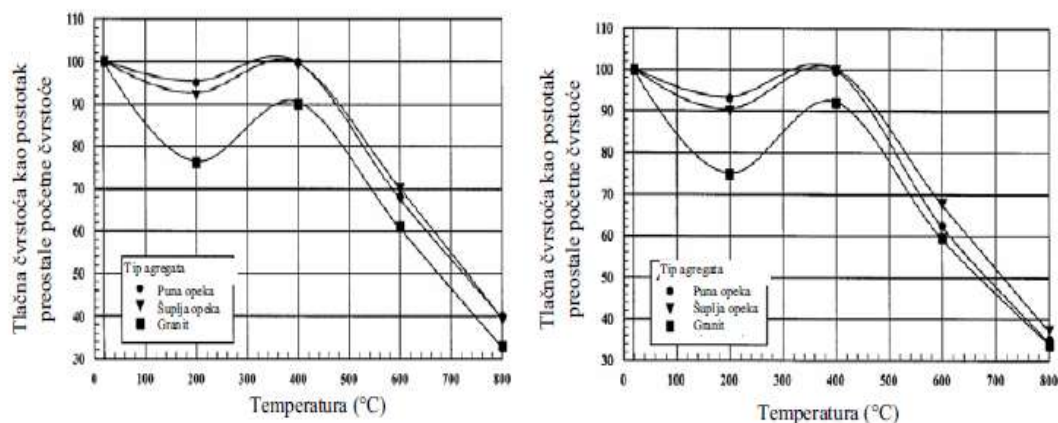 Tlačna čvrstoća kao postotak
preostale početne čvrstoće
110
100
90
80
70
60
50
40
30
Tip agregata
Puna opeka
Šuplja opeka
Granit
0 100 200 300 400 500 600 700 800
Temperatura (°C)
Tlačna čvrstoća kao postotak
preostale početne čvrstoće
110
100
90
80
70
60
50
40
30
Tip agregata
Puna opeka
Šuplja opeka
Granit
0 100 200 300 400 500 600 700 800
Temperatura (°C)